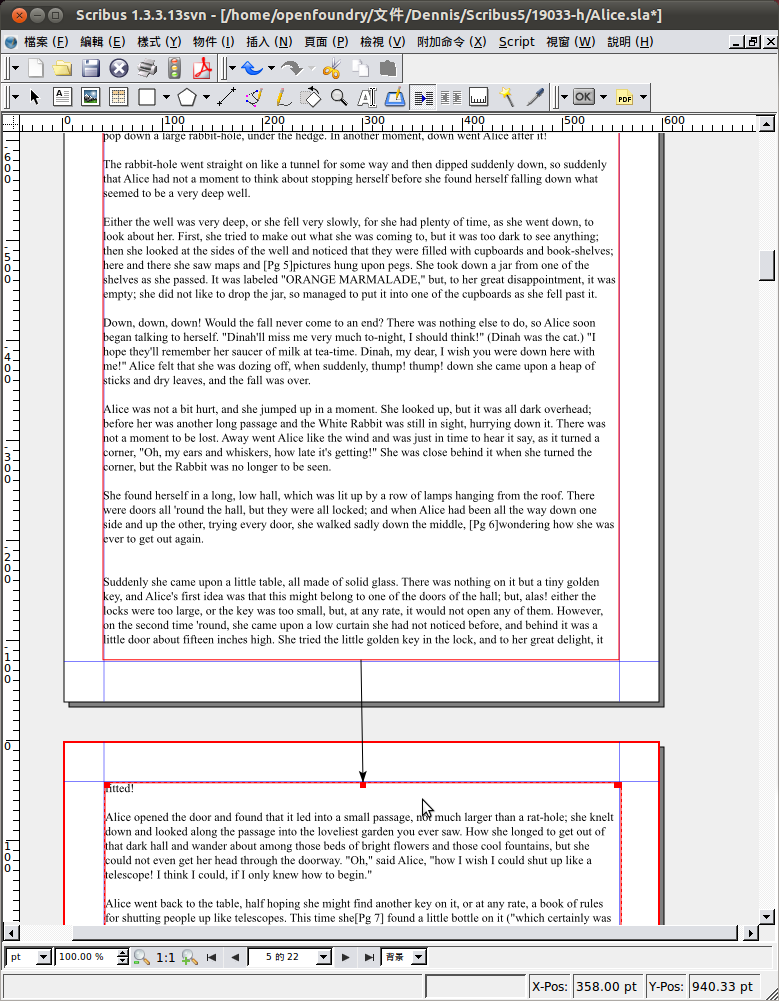 Scribus 1.3.3.13svn - [/home/openfoundry/文件/Dennis/Scribus5/19033-h/Alice.sla*]
檔案 (F) 編輯 (E) 樣式 (Y) 物件 (I) 插入 (N) 頁面 (P) 檢視 (V) 附加命令 (X) Script 視窗 (W) 說明 (H)
OK PDF
0 100 200 300 400 500 600
pop down a large rabbit-hole, under the hedge. In another moment, down went Alice after it!
The rabbit-hole went straight on like a tunnel for some way and then dipped suddenly down, so suddenly
that Alice had not a moment to think about stopping herself before she found herself falling down what
seemed to be a very deep well.
Either the well was very deep, or she fell very slowly, for she had plenty of time, as she went down, to
look about her. First, she tried to make out what she was coming to, but it was too dark to see anything;
then she looked at the sides of the well and noticed that they were filled with cupboards and book-shelves;
here and there she saw maps and [Pg 5]pictures hung upon pegs. She took down a jar from one of the
shelves as she passed. It was labeled "ORANGE MARMALADE," but, to her great disappointment, it was
empty; she did not like to drop the jar, so managed to put it into one of the cupboards as she fell past it.
Down, down, down! Would the fall never come to an end? There was nothing else to do, so Alice soon
began talking to herself. "Dinah'll miss me very much to-night, I should think!" (Dinah was the cat.) "I
hope they'll remember her saucer of milk at tea-time. Dinah, my dear, I wish you were down here with
me!" Alice felt that she was dozing off, when suddenly, thump! thump! down she came upon a heap of
sticks and dry leaves, and the fall was over.
Alice was not a bit hurt, and she jumped up in a moment. She looked up, but it was all dark overhead;
before her was another long passage and the White Rabbit was still in sight, hurrying down it. There was
not a moment to be lost. Away went Alice like the wind and was just in time to hear it say, as it turned a
corner, "Oh, my ears and whiskers, how late it's getting!" She was close behind it when she turned the
corner, but the Rabbit was no longer to be seen.
She found herself in a long, low hall, which was lit up by a row of lamps hanging from the roof. There
were doors all 'round the hall, but they were all locked; and when Alice had been all the way down one
side and up the other, trying every door, she walked sadly down the middle, [Pg 6]wondering how she was
ever to get out again.
Suddenly she came upon a little table, all made of solid glass. There was nothing on it but a tiny golden
key, and Alice's first idea was that this might belong to one of the doors of the hall; but, alas! either the
locks were too large, or the key was too small, but, at any rate, it would not open any of them. However,
on the second time 'round, she came upon a low curtain she had not noticed before, and behind it was a
little door about fifteen inches high. She tried the little golden key in the lock, and to her great delight, it
fitted!
Alice opened the door and found that it led into a small passage, not much larger than a rat-hole; she knelt
down and looked along the passage into the loveliest garden you ever saw. How she longed to get out of
that dark hall and wander about among those beds of bright flowers and those cool fountains, but she
could not even get her head through the doorway. "Oh," said Alice, "how I wish I could shut up like a
telescope! I think I could, if I only knew how to begin."
Alice went back to the table, half hoping she might find another key on it, or at any rate, a book of rules
for shutting people up like telescopes. This time she[Pg 7] found a little bottle on it ("which certainly was
-600
-500
-400
-300
-200
-100
0
100
pt 100.00 % 1:1 5 的 22 背景
X-Pos: 358.00 pt Y-Pos: 940.33 pt